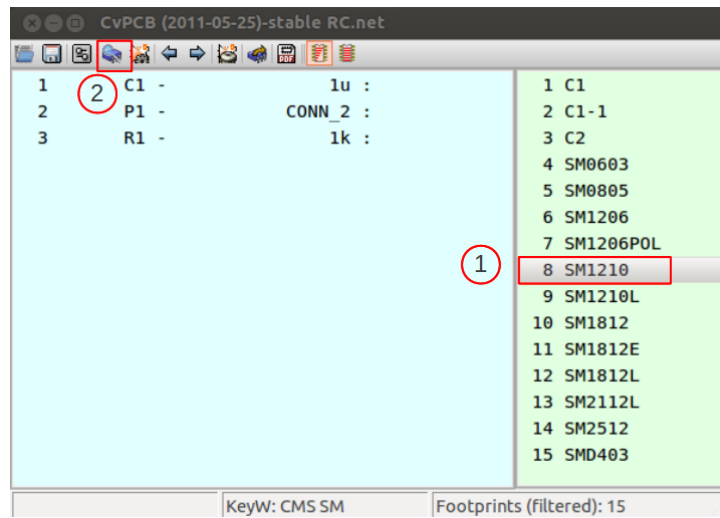 CvPCB (2011-05-25)-stable RC.net
PDF
2
1 C1 - 1u :
2 P1 - CONN_2 :
3 R1 - 1k :
1
1 C1
2 C1-1
3 C2
4 SM0603
5 SM0805
6 SM1206
7 SM1206POL
8 SM1210
9 SM1210L
10 SM1812
11 SM1812E
12 SM1812L
13 SM2112L
14 SM2512
15 SMD403
KeyW: CMS SM
Footprints (filtered): 15